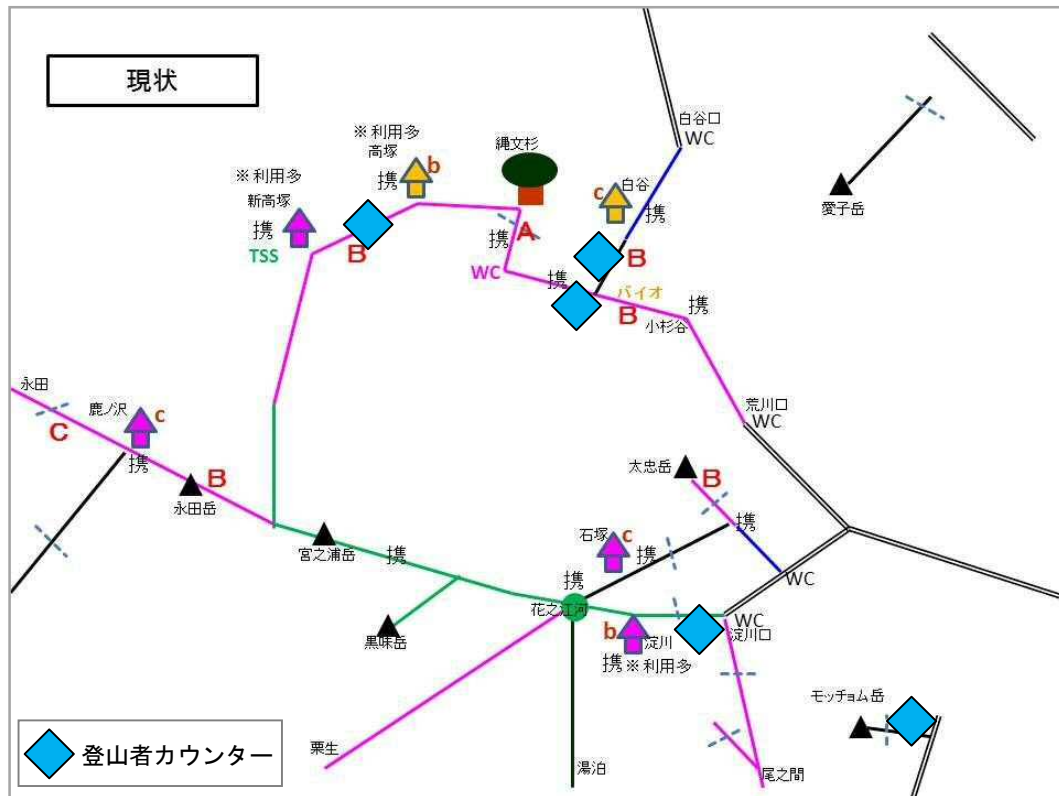 現状
白谷口
WC
※利用多
高塚
b
携
縄文杉
※利用多
新高塚
携
TSS
B
A
携
WC
c
白谷
携
B
携
バイオ
B
携
小杉谷
愛子岳
永田
C
鹿ノ沢
c
携
B
永田岳
荒川口
WC
太忠岳
B
携
石塚
c
携
宮之浦岳
携
携
花之江河
WC
黒味岳
b
淀川
携
※利用多
WC
淀川口
モッチョム岳
栗生
湯泊
尾之間
登山者カウンター